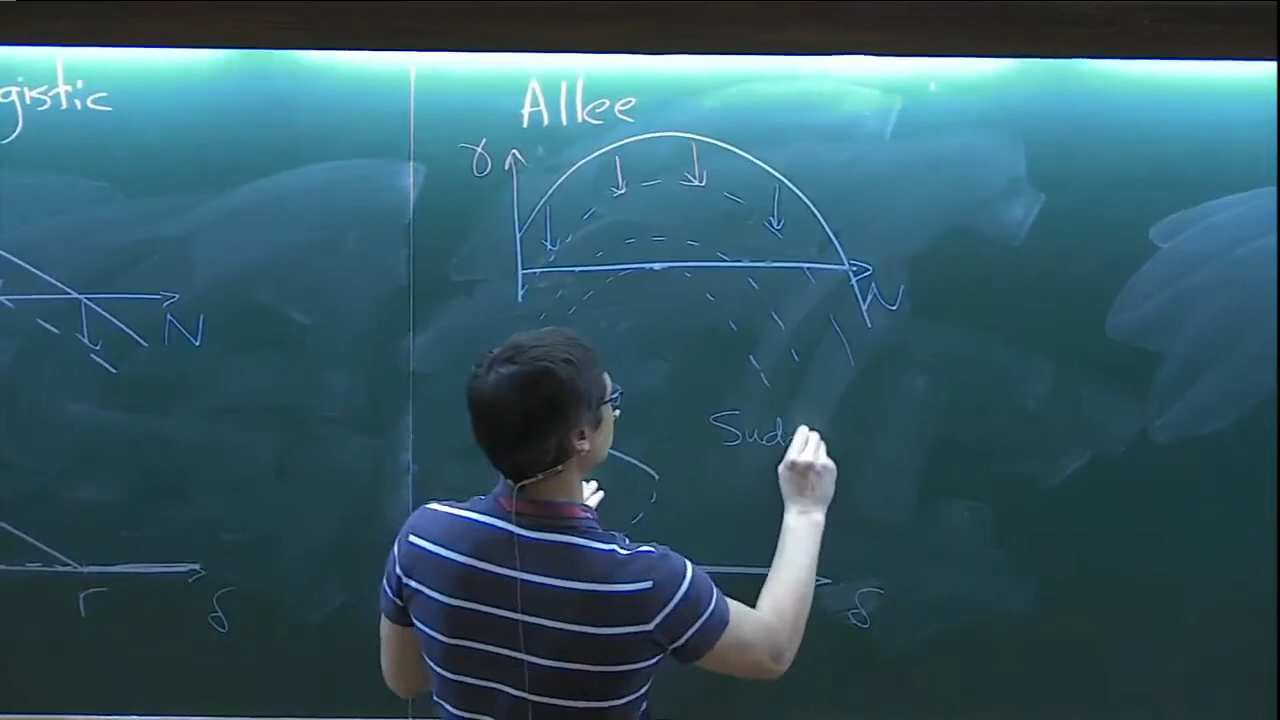 gistic
Allee
γ
N
N
Sud
r
δ
δ